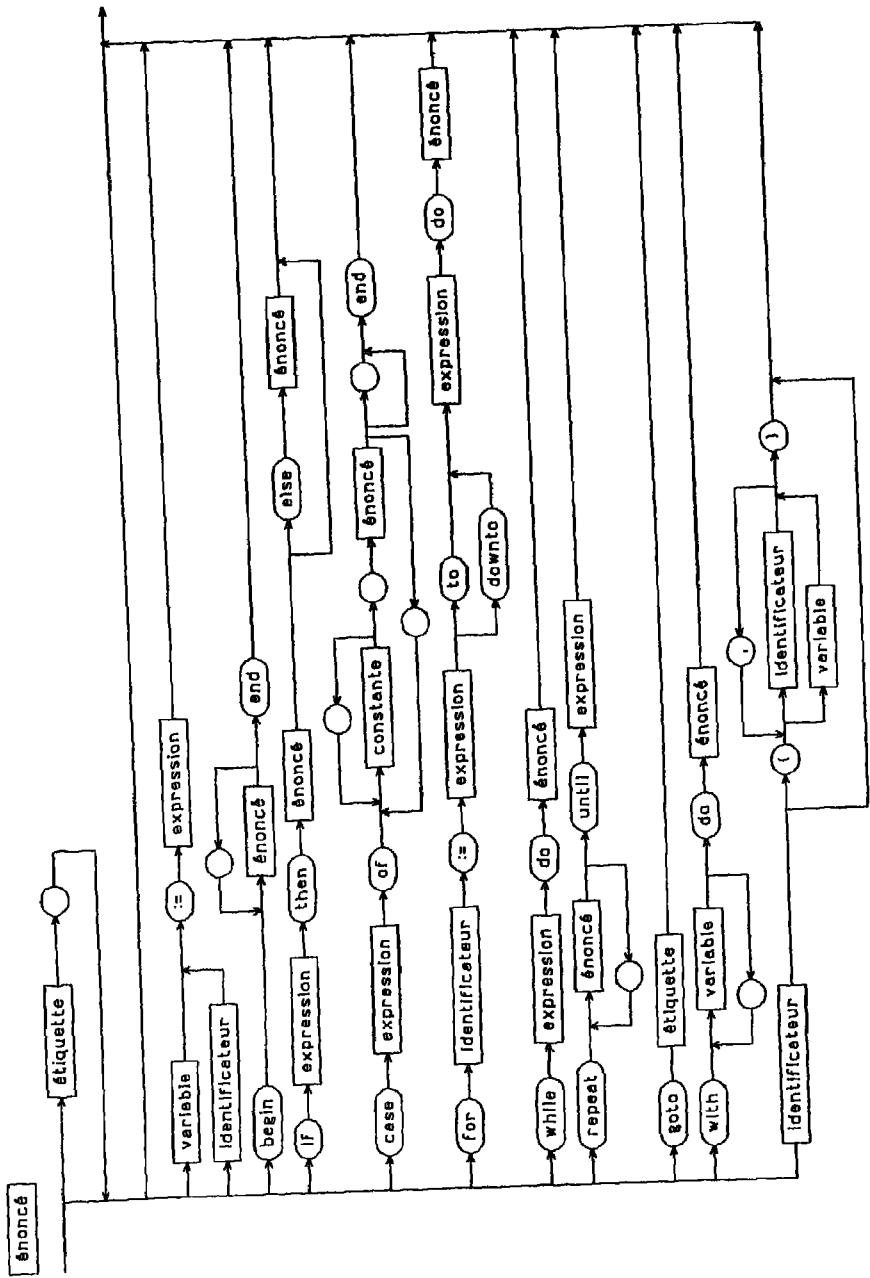 énoncé
étiquette
variable := expression
identificateur
begin énoncé end
if expression then énoncé else énoncé
case expression of constante énoncé end
for identificateur := expression to expression do énoncé
downto
while expression do énoncé
repeat énoncé until expression
goto étiquette
with variable do énoncé
,
identificateur ( identificateur )
variable